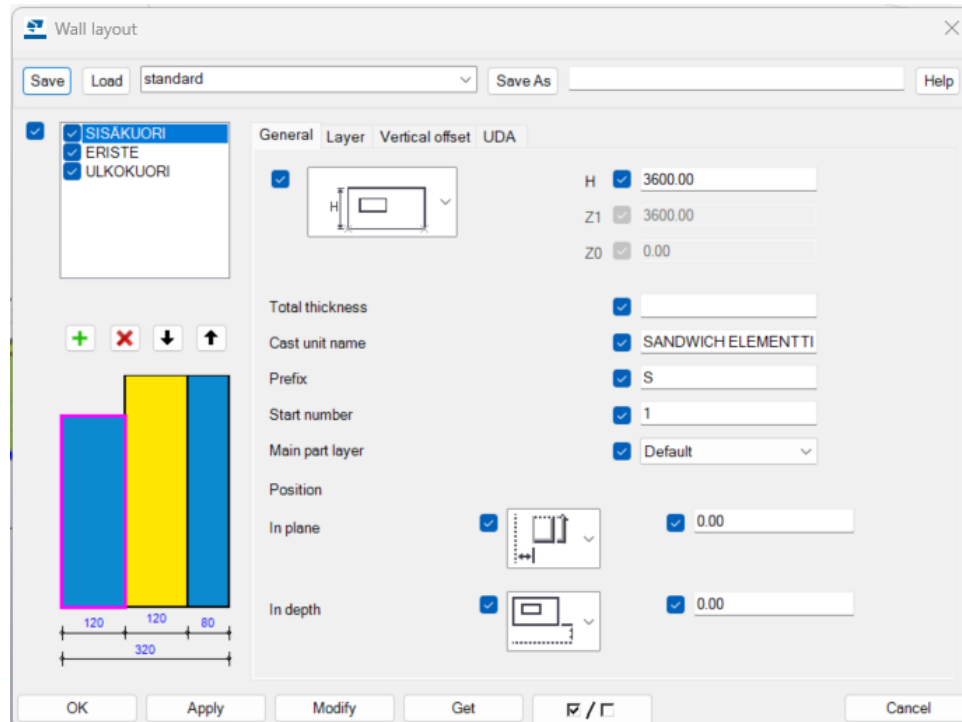 Wall layout
Save Load standard Save As Help
SISÄKUORI
ERISTE
ULKOKUORI
General Layer Vertical offset UDA
H
H 3600.00
Z1 3600.00
Z0 0.00
Total thickness
Cast unit name SANDWICH ELEMENTTI
Prefix S
Start number 1
Main part layer Default
Position
In plane 0.00
In depth 0.00
120 120 80
320
OK Apply Modify Get / Cancel